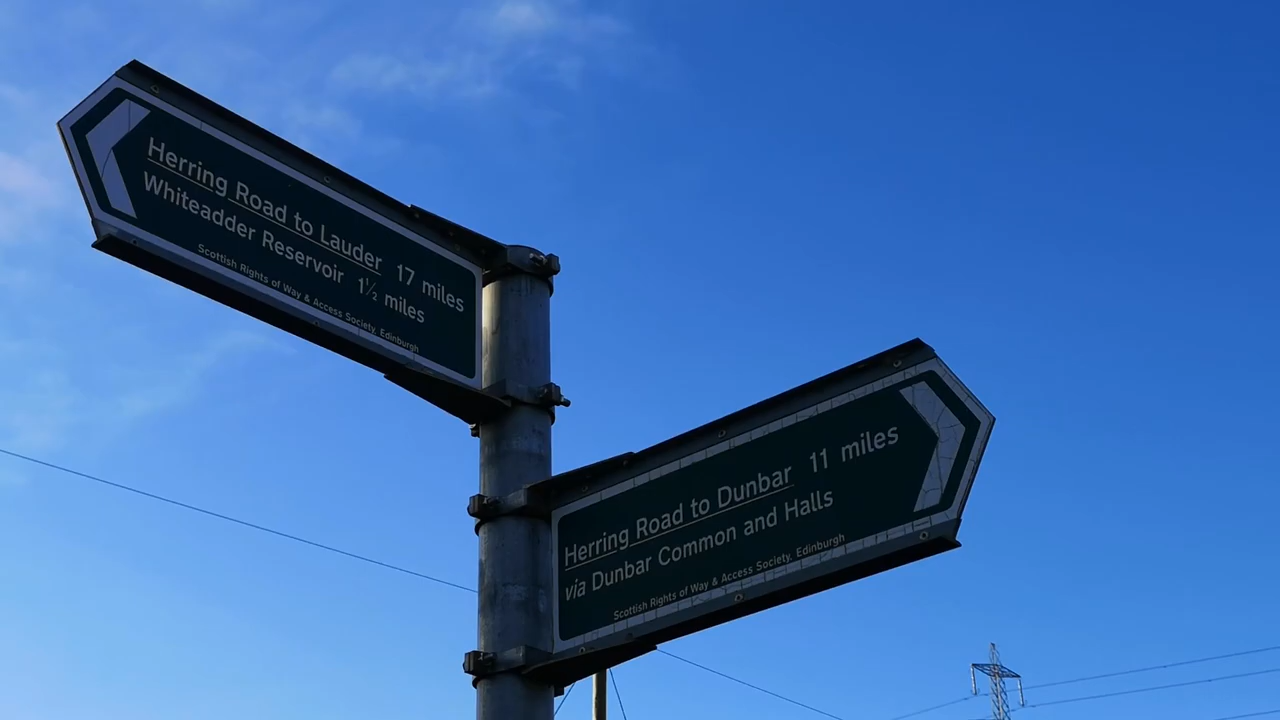 Herring Road to Lauder 17 miles
Whiteadder Reservoir 1½ miles
Scottish Rights of Way & Access Society, Edinburgh
Herring Road to Dunbar 11 miles
via Dunbar Common and Halls
Scottish Rights of Way & Access Society, Edinburgh